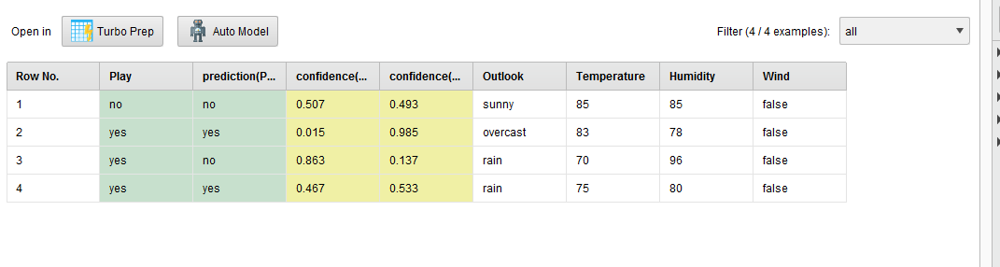 Open in Turbo Prep Auto Model Filter (4 / 4 examples): all
Row No. Play prediction(P... confidence(... confidence(... Outlook Temperature Humidity Wind
1 no no 0.507 0.493 sunny 85 85 false
2 yes yes 0.015 0.985 overcast 83 78 false
3 yes no 0.863 0.137 rain 70 96 false
4 yes yes 0.467 0.533 rain 75 80 false